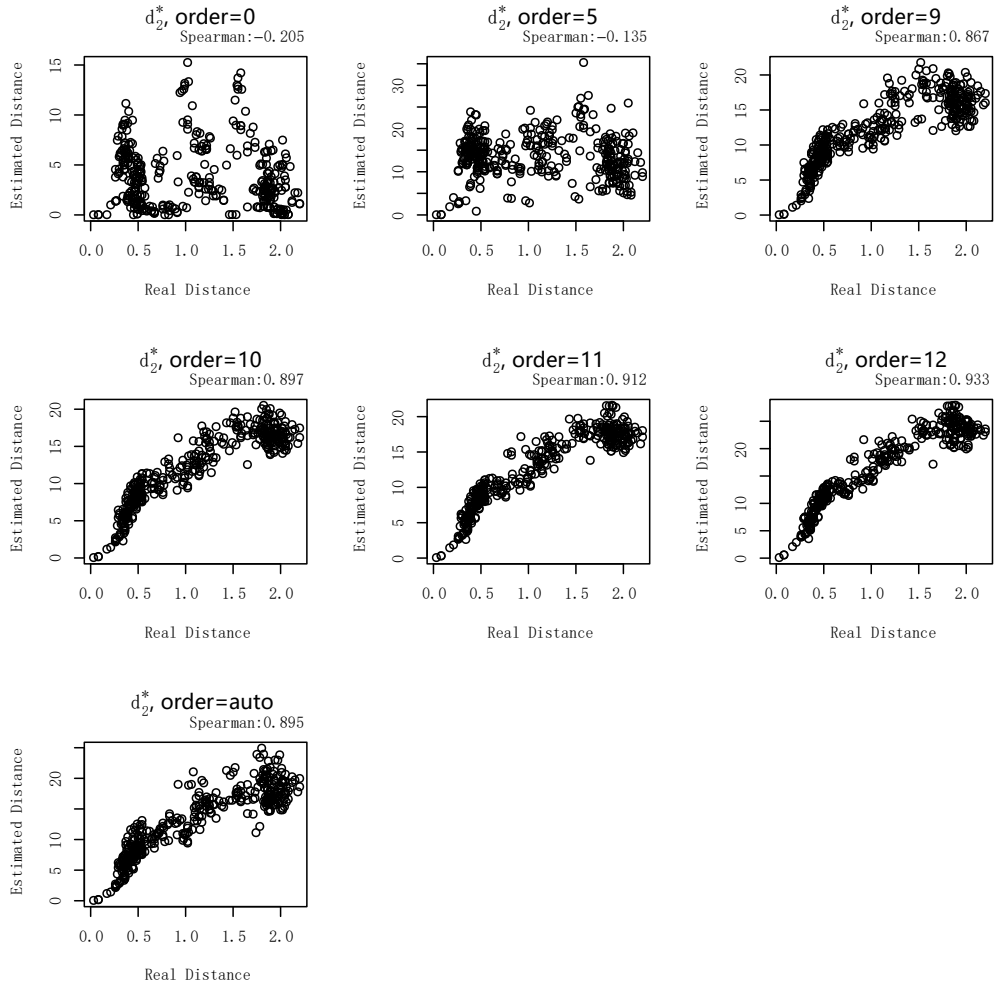 d₂*, order=0
Spearman:−0.205
Estimated Distance
15
10
5
0
0.0 0.5 1.0 1.5 2.0
Real Distance
d₂*, order=5
Spearman:−0.135
Estimated Distance
30
20
10
0
0.0 0.5 1.0 1.5 2.0
Real Distance
d₂*, order=9
Spearman:0.867
Estimated Distance
20
15
10
5
0
0.0 0.5 1.0 1.5 2.0
Real Distance
d₂*, order=10
Spearman:0.897
Estimated Distance
20
15
10
5
0
0.0 0.5 1.0 1.5 2.0
Real Distance
d₂*, order=11
Spearman:0.912
Estimated Distance
20
15
10
5
0
0.0 0.5 1.0 1.5 2.0
Real Distance
d₂*, order=12
Spearman:0.933
Estimated Distance
20
10
5
0
0.0 0.5 1.0 1.5 2.0
Real Distance
d₂*, order=auto
Spearman:0.895
Estimated Distance
20
10
5
0
0.0 0.5 1.0 1.5 2.0
Real Distance